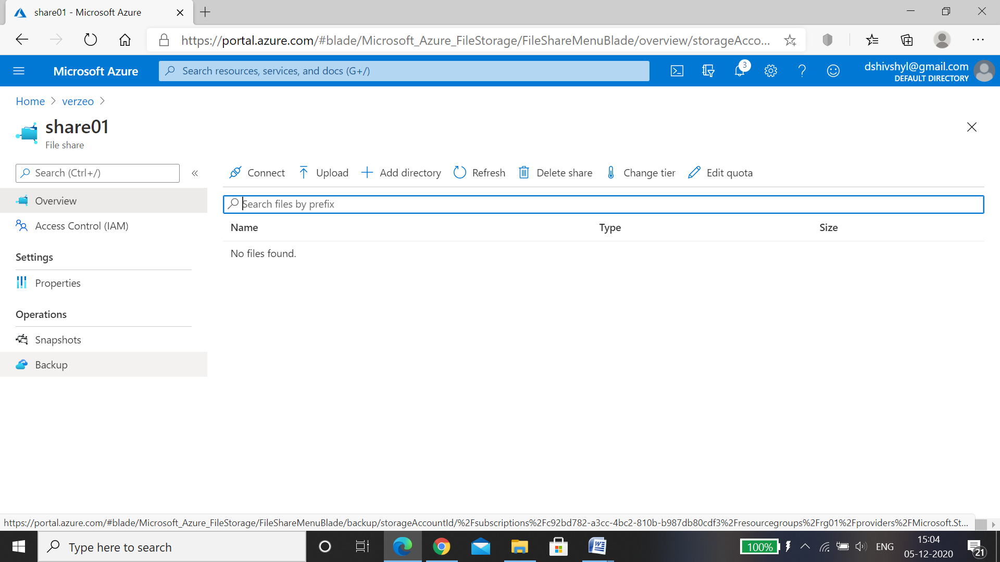 share01 - Microsoft Azure
https://portal.azure.com/#blade/Microsoft_Azure_FileStorage/FileShareMenuBlade/overview/storageAcco...
Microsoft Azure
Search resources, services, and docs (G+/)
3
dshivshyl@gmail.com
DEFAULT DIRECTORY
Home > verzeo >
share01
File share
Search (Ctrl+/)
«
Connect
Upload
Add directory
Refresh
Delete share
Change tier
Edit quota
Overview
Search files by prefix
Access Control (IAM)
Name Type Size
No files found.
Settings
Properties
Operations
Snapshots
Backup
https://portal.azure.com/#blade/Microsoft_Azure_FileStorage/FileShareMenuBlade/backup/storageAccountId/%2Fsubscriptions%2Fc92bd782-a3cc-4bc2-810b-b987db80cdf3%2Fresourcegroups%2Frg01%2Fproviders%2FMicrosoft.St...
Type here to search
W
100%
ENG
15:04
05-12-2020
21